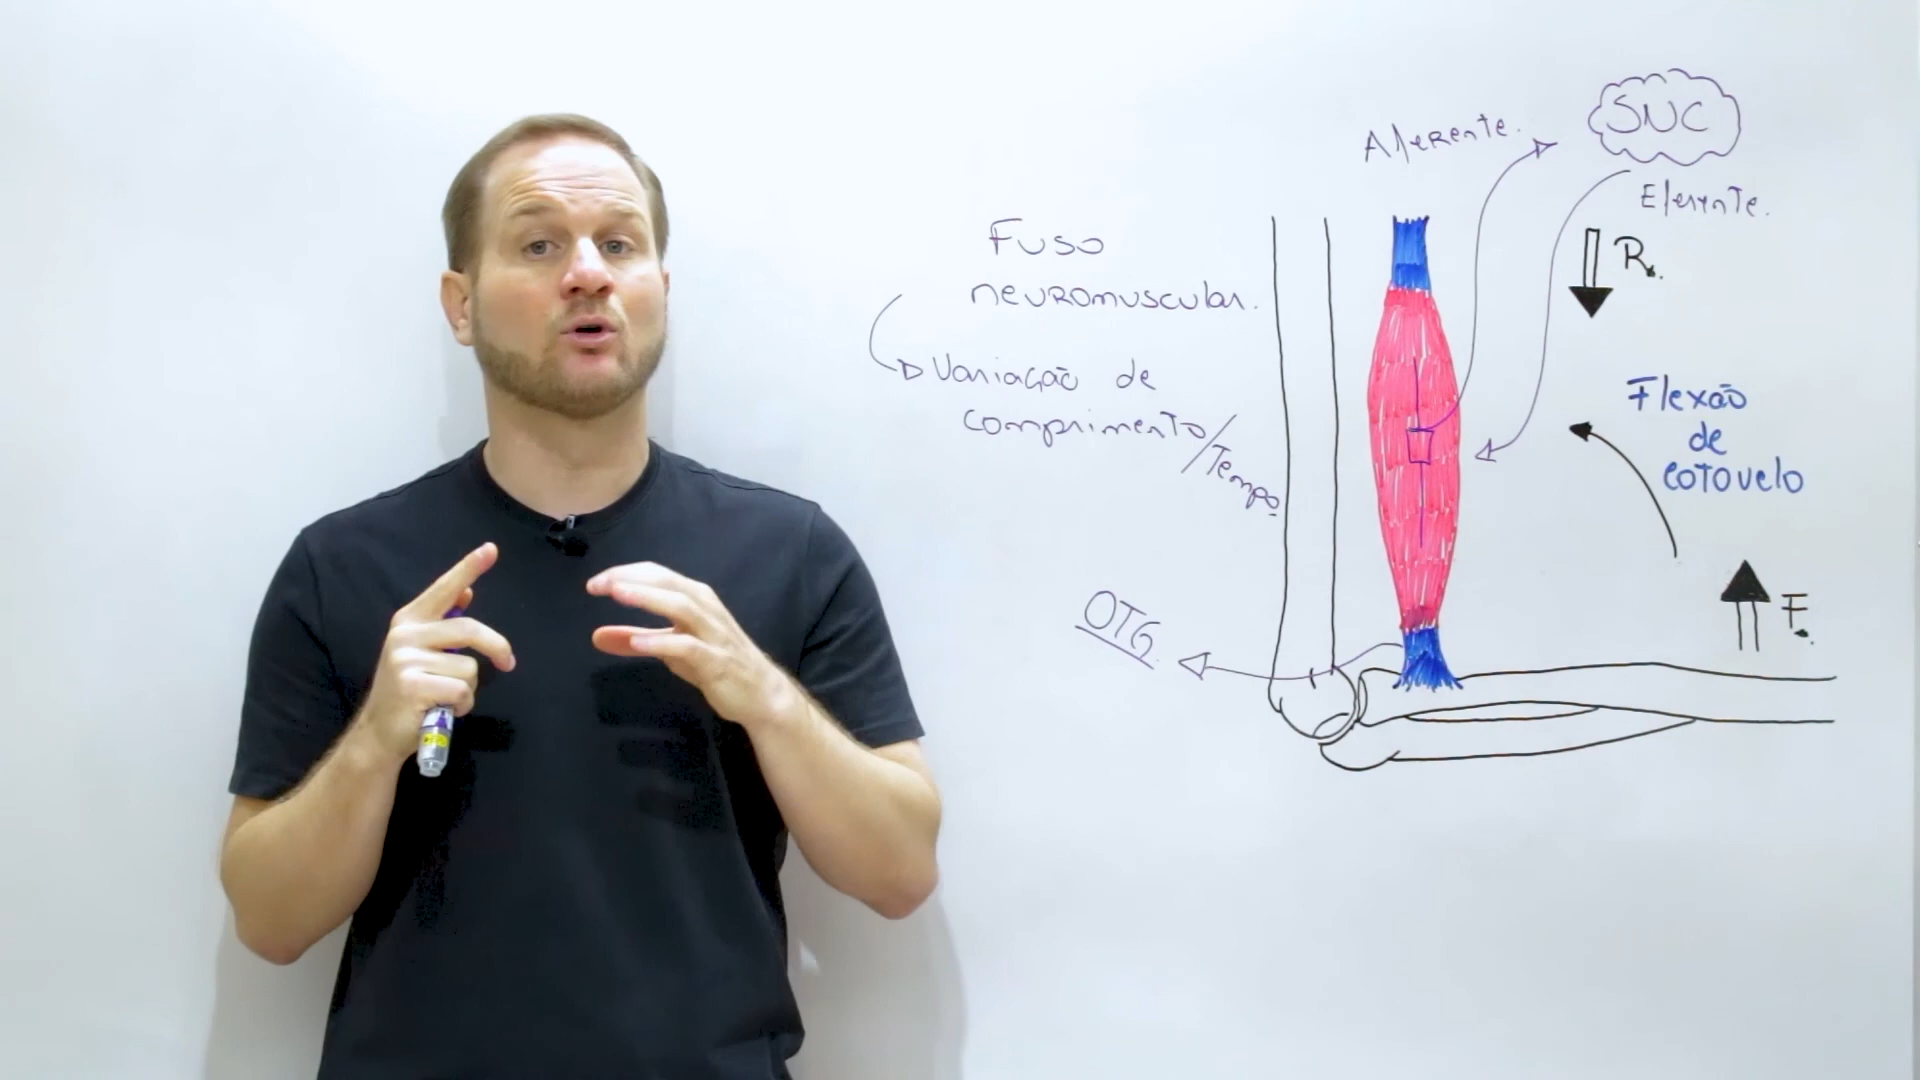 SNC
Aferente.
Eferente.
Fuso
neuromuscular.
R.
Variação de
comprimento/Tempo
Flexão
de
cotovelo
OTG.
F.